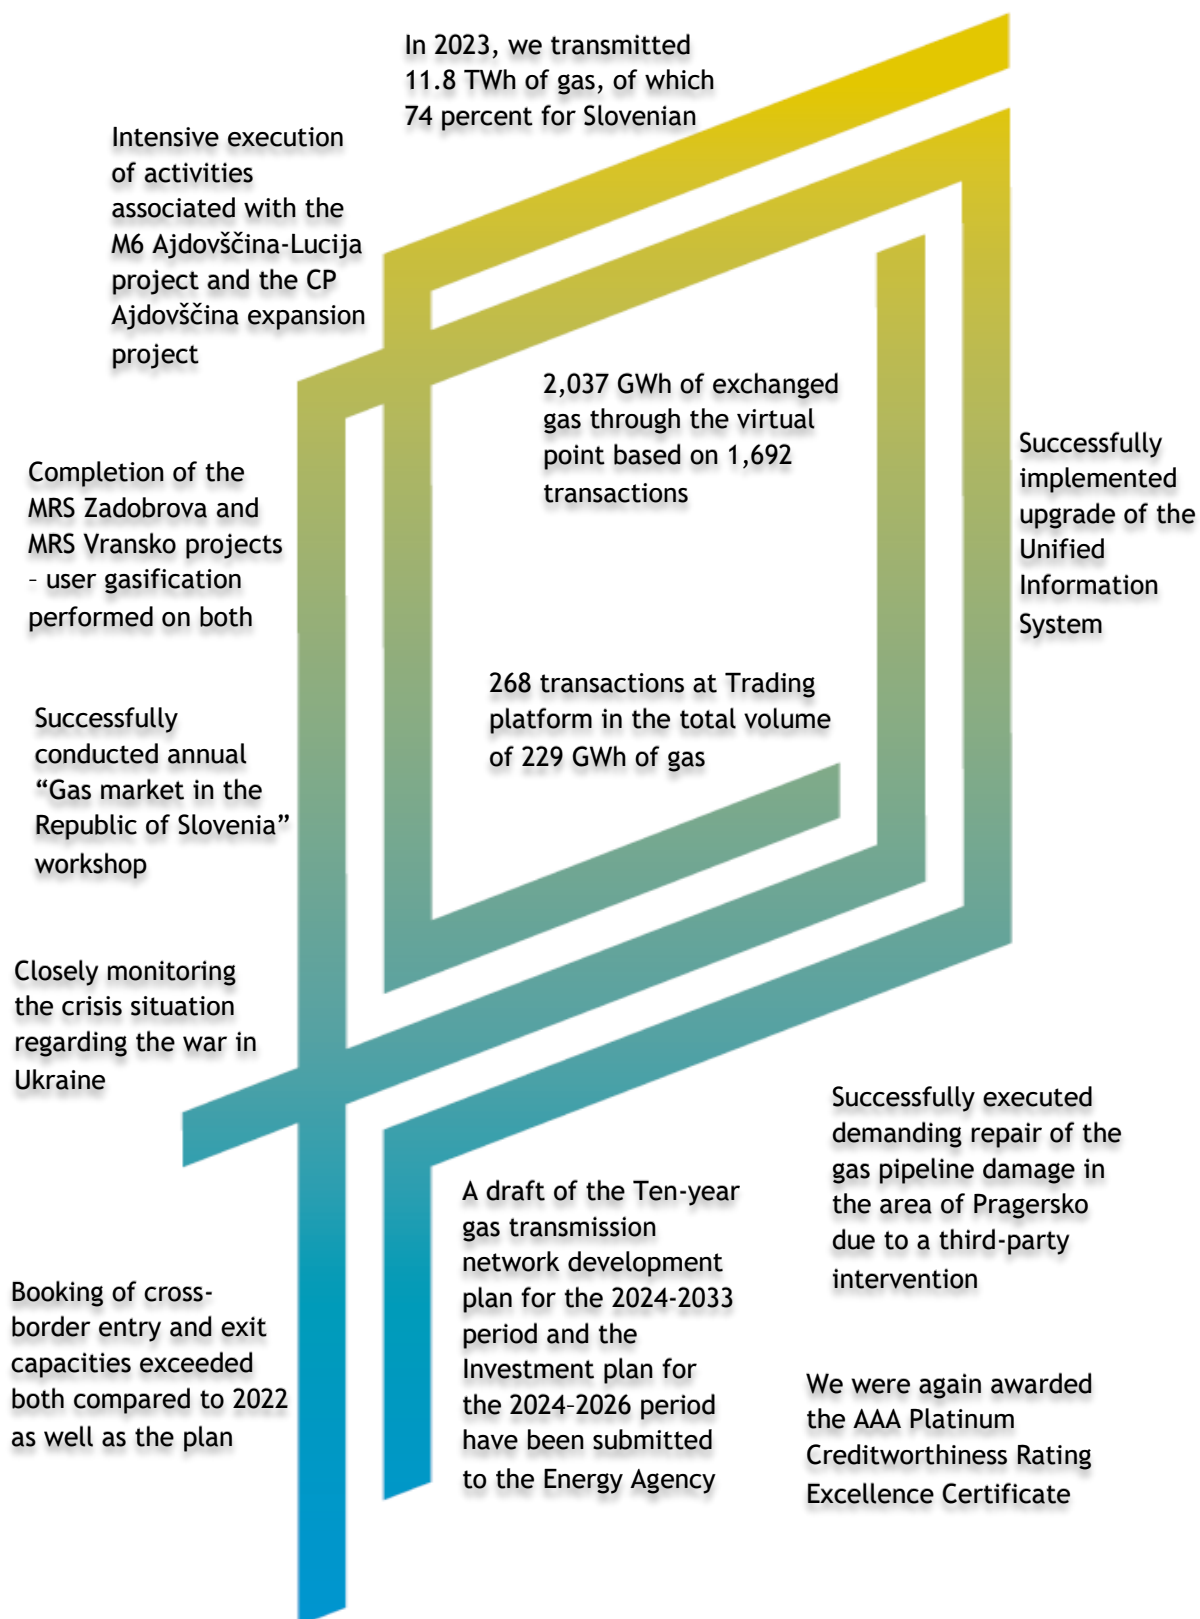 In 2023, we transmitted
11.8 TWh of gas, of which
74 percent for Slovenian
Intensive execution
of activities
associated with the
M6 Ajdovščina-Lucija
project and the CP
Ajdovščina expansion
project
2,037 GWh of exchanged
gas through the virtual
point based on 1,692
transactions
Successfully
implemented
upgrade of the
Unified
Information
System
Completion of the
MRS Zadobrova and
MRS Vransko projects
– user gasification
performed on both
268 transactions at Trading
platform in the total volume
of 229 GWh of gas
Successfully
conducted annual
“Gas market in the
Republic of Slovenia”
workshop
Closely monitoring
the crisis situation
regarding the war in
Ukraine
Successfully executed
demanding repair of the
gas pipeline damage in
the area of Pragersko
due to a third-party
intervention
A draft of the Ten-year
gas transmission
network development
plan for the 2024-2033
period and the
Investment plan for
the 2024–2026 period
have been submitted
to the Energy Agency
Booking of cross-
border entry and exit
capacities exceeded
both compared to 2022
as well as the plan
We were again awarded
the AAA Platinum
Creditworthiness Rating
Excellence Certificate